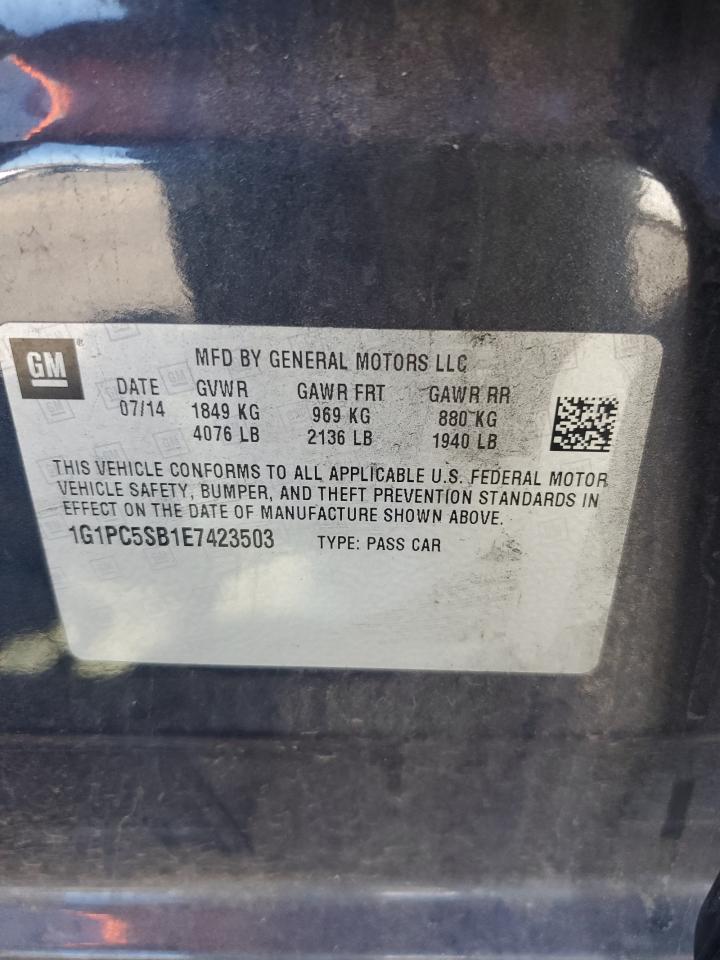 GM ® MFD BY GENERAL MOTORS LLC
DATE GVWR GAWR FRT GAWR RR
07/14 1849 KG 969 KG 880 KG
4076 LB 2136 LB 1940 LB
THIS VEHICLE CONFORMS TO ALL APPLICABLE U.S. FEDERAL MOTOR
VEHICLE SAFETY, BUMPER, AND THEFT PREVENTION STANDARDS IN
EFFECT ON THE DATE OF MANUFACTURE SHOWN ABOVE.
1G1PC5SB1E7423503 TYPE: PASS CAR